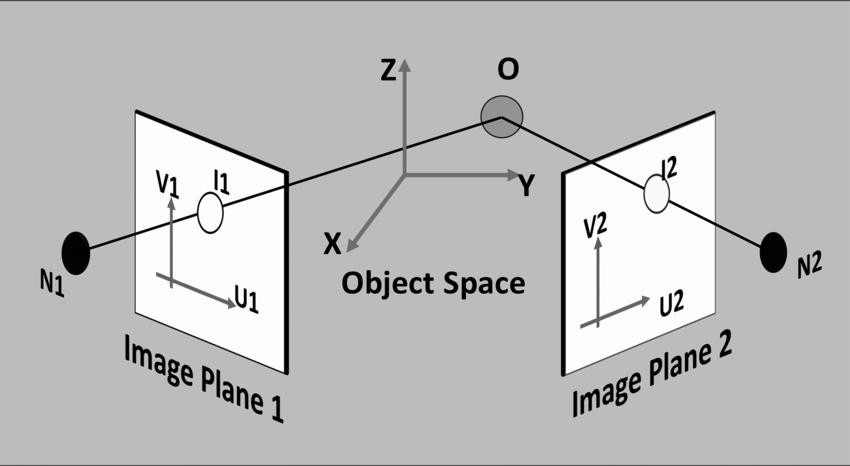 Z
O
V1
I1
I2
Y
X
V2
N1
N2
Object Space
U1
U2
Image Plane 1
Image Plane 2